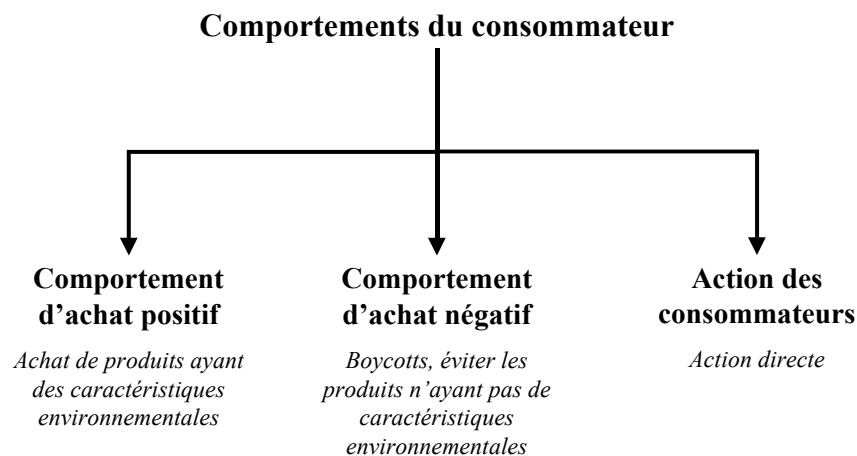 Comportements du consommateur
Comportement
d’achat positif
Achat de produits ayant
des caractéristiques
environnementales
Comportement
d’achat négatif
Boycotts, éviter les
produits n’ayant pas de
caractéristiques
environnementales
Action des
consommateurs
Action directe